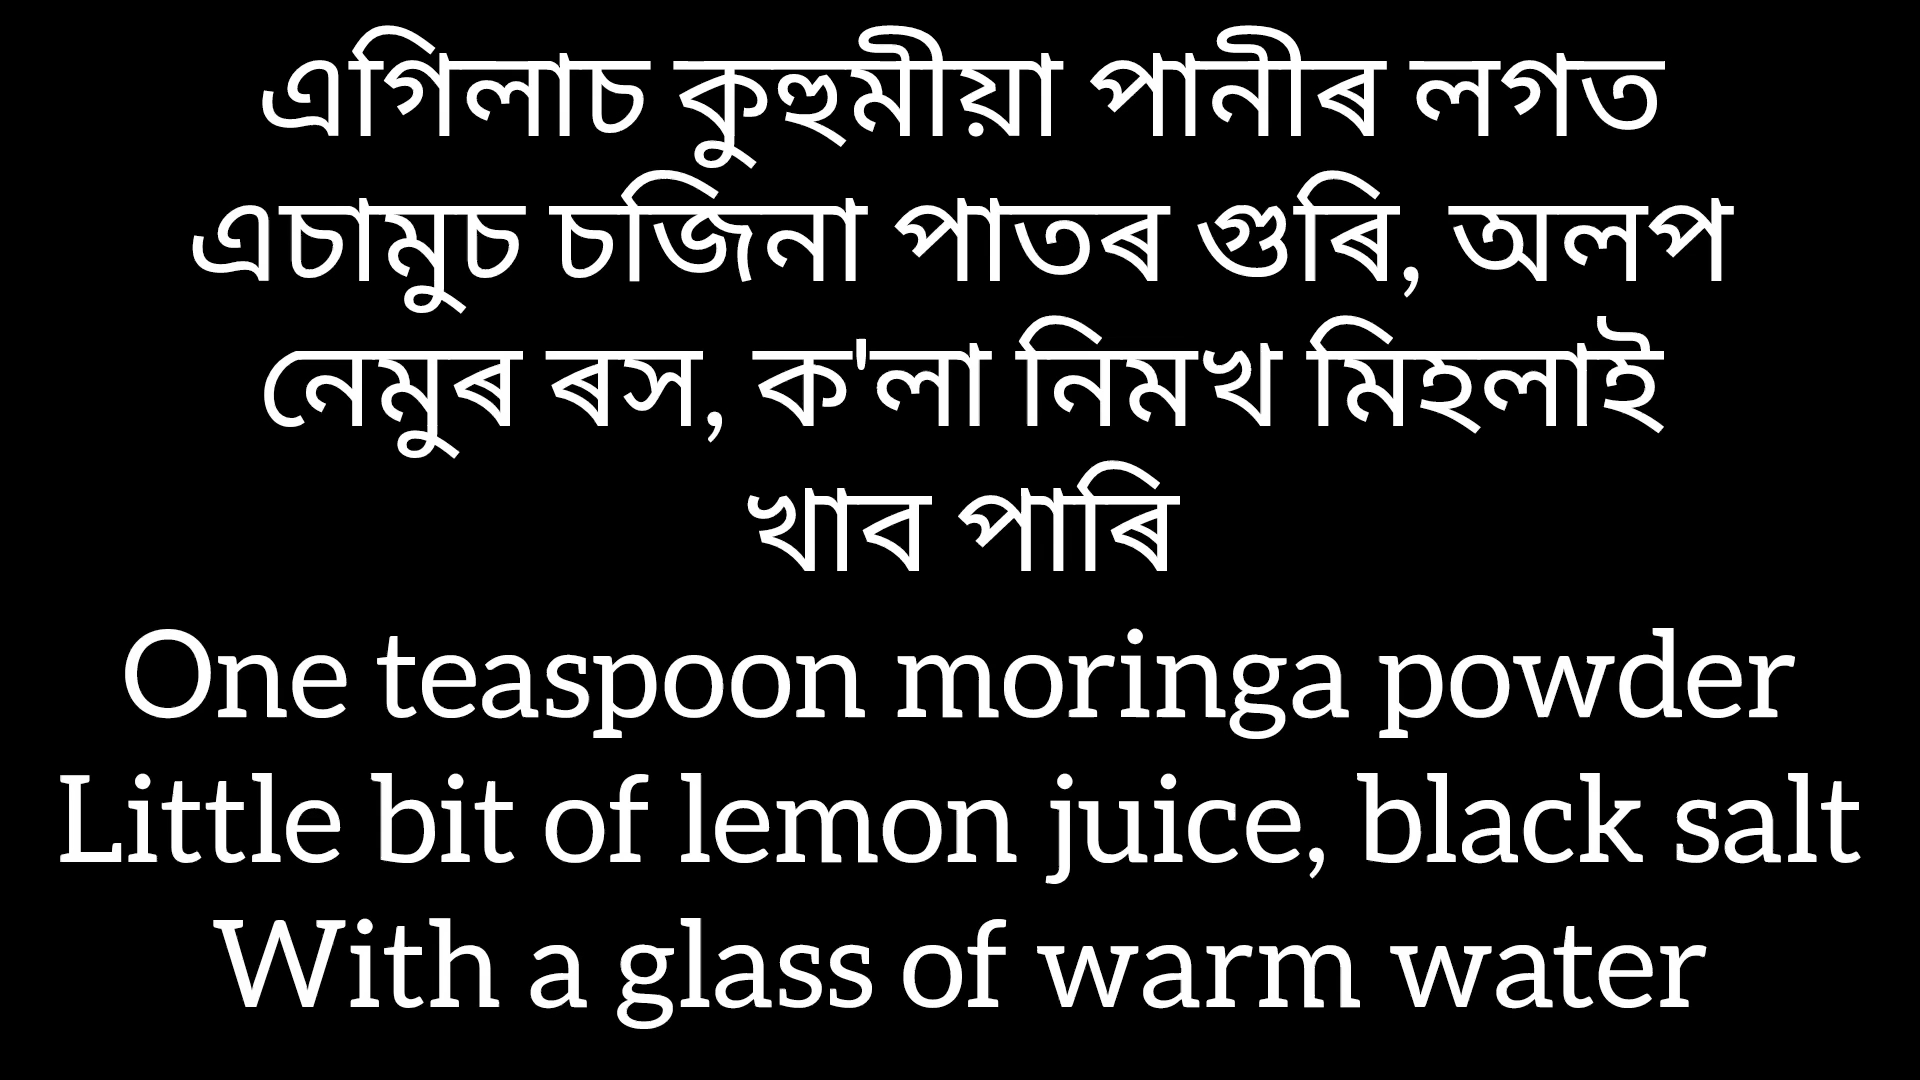 এগিলাচ কুহুমীয়া পানীৰ লগত
এচামুচ চজিনা পাতৰ গুৰি, অলপ
নেমুৰ ৰস, ক'লা নিমখ মিহলাই
খাব পাৰি
One teaspoon moringa powder
Little bit of lemon juice, black salt
With a glass of warm water